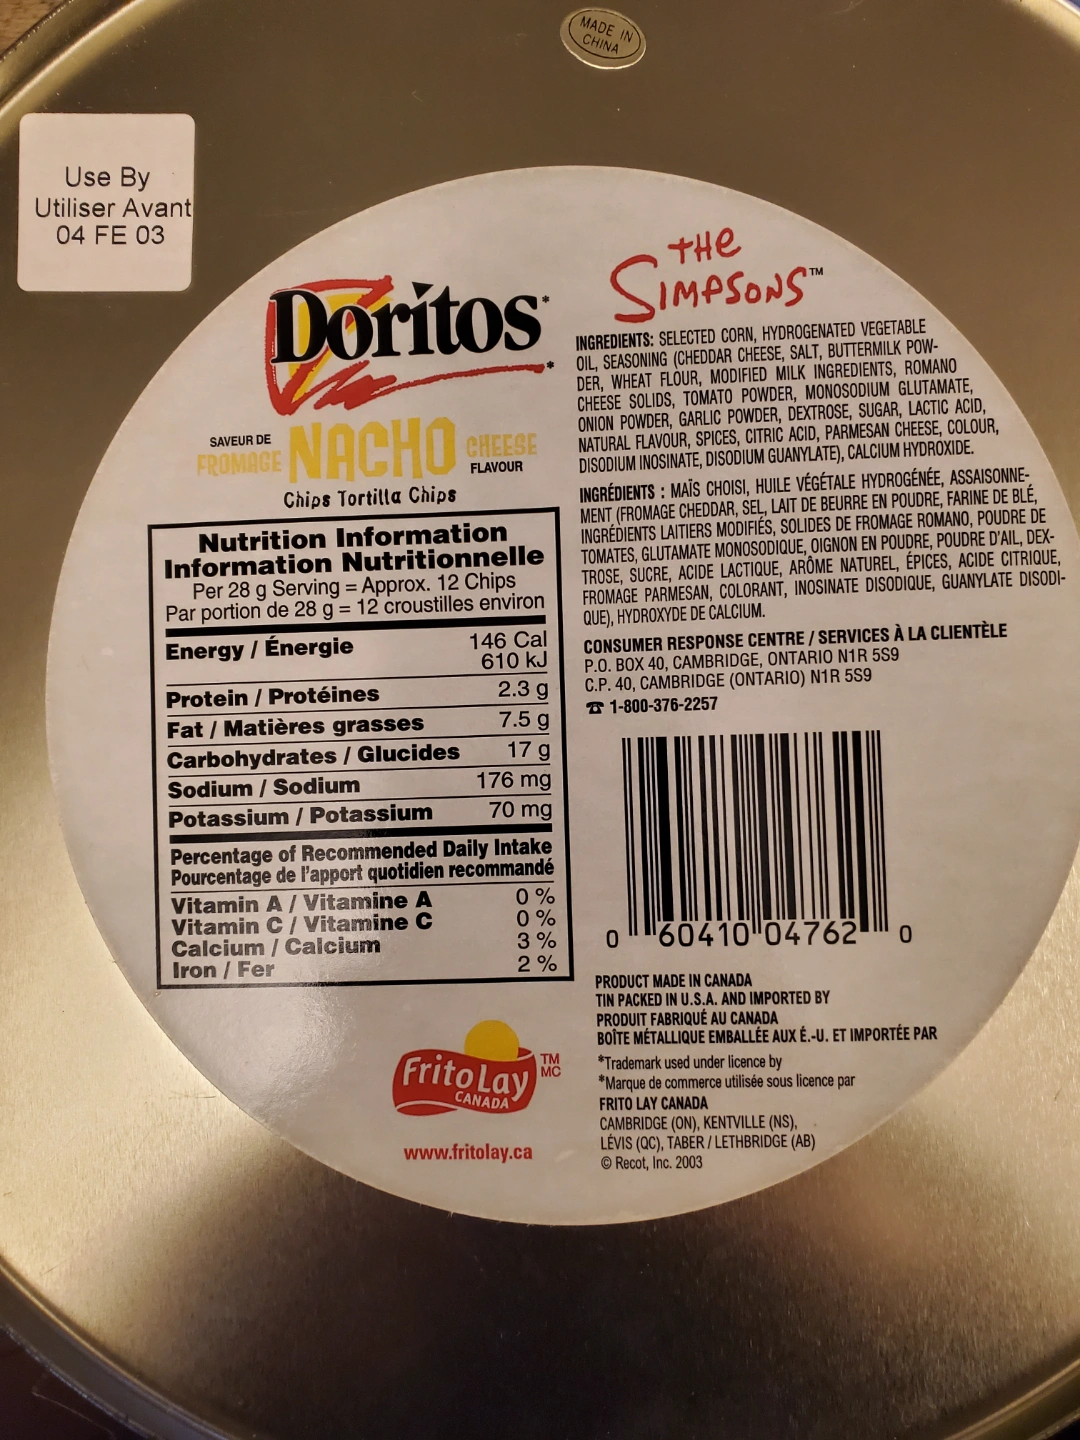 MADE IN
CHINA
Use By
Utiliser Avant
04 FE 03
Doritos*
*
SAVEUR DE
FROMAGE NACHO CHEESE
FLAVOUR
Chips Tortilla Chips
Nutrition Information
Information Nutritionnelle
Per 28 g Serving = Approx. 12 Chips
Par portion de 28 g = 12 croustilles environ
Energy / Énergie 146 Cal
610 kJ
Protein / Protéines 2.3 g
Fat / Matières grasses 7.5 g
Carbohydrates / Glucides 17 g
Sodium / Sodium 176 mg
Potassium / Potassium 70 mg
Percentage of Recommended Daily Intake
Pourcentage de l'apport quotidien recommandé
Vitamin A / Vitamine A 0 %
Vitamin C / Vitamine C 0 %
Calcium / Calcium 3 %
Iron / Fer 2 %
FritoLay TM
MC
CANADA
www.fritolay.ca
THE
SIMPSONS™
INGREDIENTS: SELECTED CORN, HYDROGENATED VEGETABLE
OIL, SEASONING (CHEDDAR CHEESE, SALT, BUTTERMILK POW-
DER, WHEAT FLOUR, MODIFIED MILK INGREDIENTS, ROMANO
CHEESE SOLIDS, TOMATO POWDER, MONOSODIUM GLUTAMATE,
ONION POWDER, GARLIC POWDER, DEXTROSE, SUGAR, LACTIC ACID,
NATURAL FLAVOUR, SPICES, CITRIC ACID, PARMESAN CHEESE, COLOUR,
DISODIUM INOSINATE, DISODIUM GUANYLATE), CALCIUM HYDROXIDE.
INGRÉDIENTS : MAÏS CHOISI, HUILE VÉGÉTALE HYDROGÉNÉE, ASSAISONNE-
MENT (FROMAGE CHEDDAR, SEL, LAIT DE BEURRE EN POUDRE, FARINE DE BLÉ,
INGRÉDIENTS LAITIERS MODIFIÉS, SOLIDES DE FROMAGE ROMANO, POUDRE DE
TOMATES, GLUTAMATE MONOSODIQUE, OIGNON EN POUDRE, POUDRE D'AIL, DEX-
TROSE, SUCRE, ACIDE LACTIQUE, ARÔME NATUREL, ÉPICES, ACIDE CITRIQUE,
FROMAGE PARMESAN, COLORANT, INOSINATE DISODIQUE, GUANYLATE DISODI-
QUE), HYDROXYDE DE CALCIUM.
CONSUMER RESPONSE CENTRE / SERVICES À LA CLIENTÈLE
P.O. BOX 40, CAMBRIDGE, ONTARIO N1R 5S9
C.P. 40, CAMBRIDGE (ONTARIO) N1R 5S9
☎ 1-800-376-2257
0 60410 04762 0
PRODUCT MADE IN CANADA
TIN PACKED IN U.S.A. AND IMPORTED BY
PRODUIT FABRIQUÉ AU CANADA
BOÎTE MÉTALLIQUE EMBALLÉE AUX É.-U. ET IMPORTÉE PAR
*Trademark used under licence by
*Marque de commerce utilisée sous licence par
FRITO LAY CANADA
CAMBRIDGE (ON), KENTVILLE (NS),
LÉVIS (QC), TABER / LETHBRIDGE (AB)
© Recot, Inc. 2003